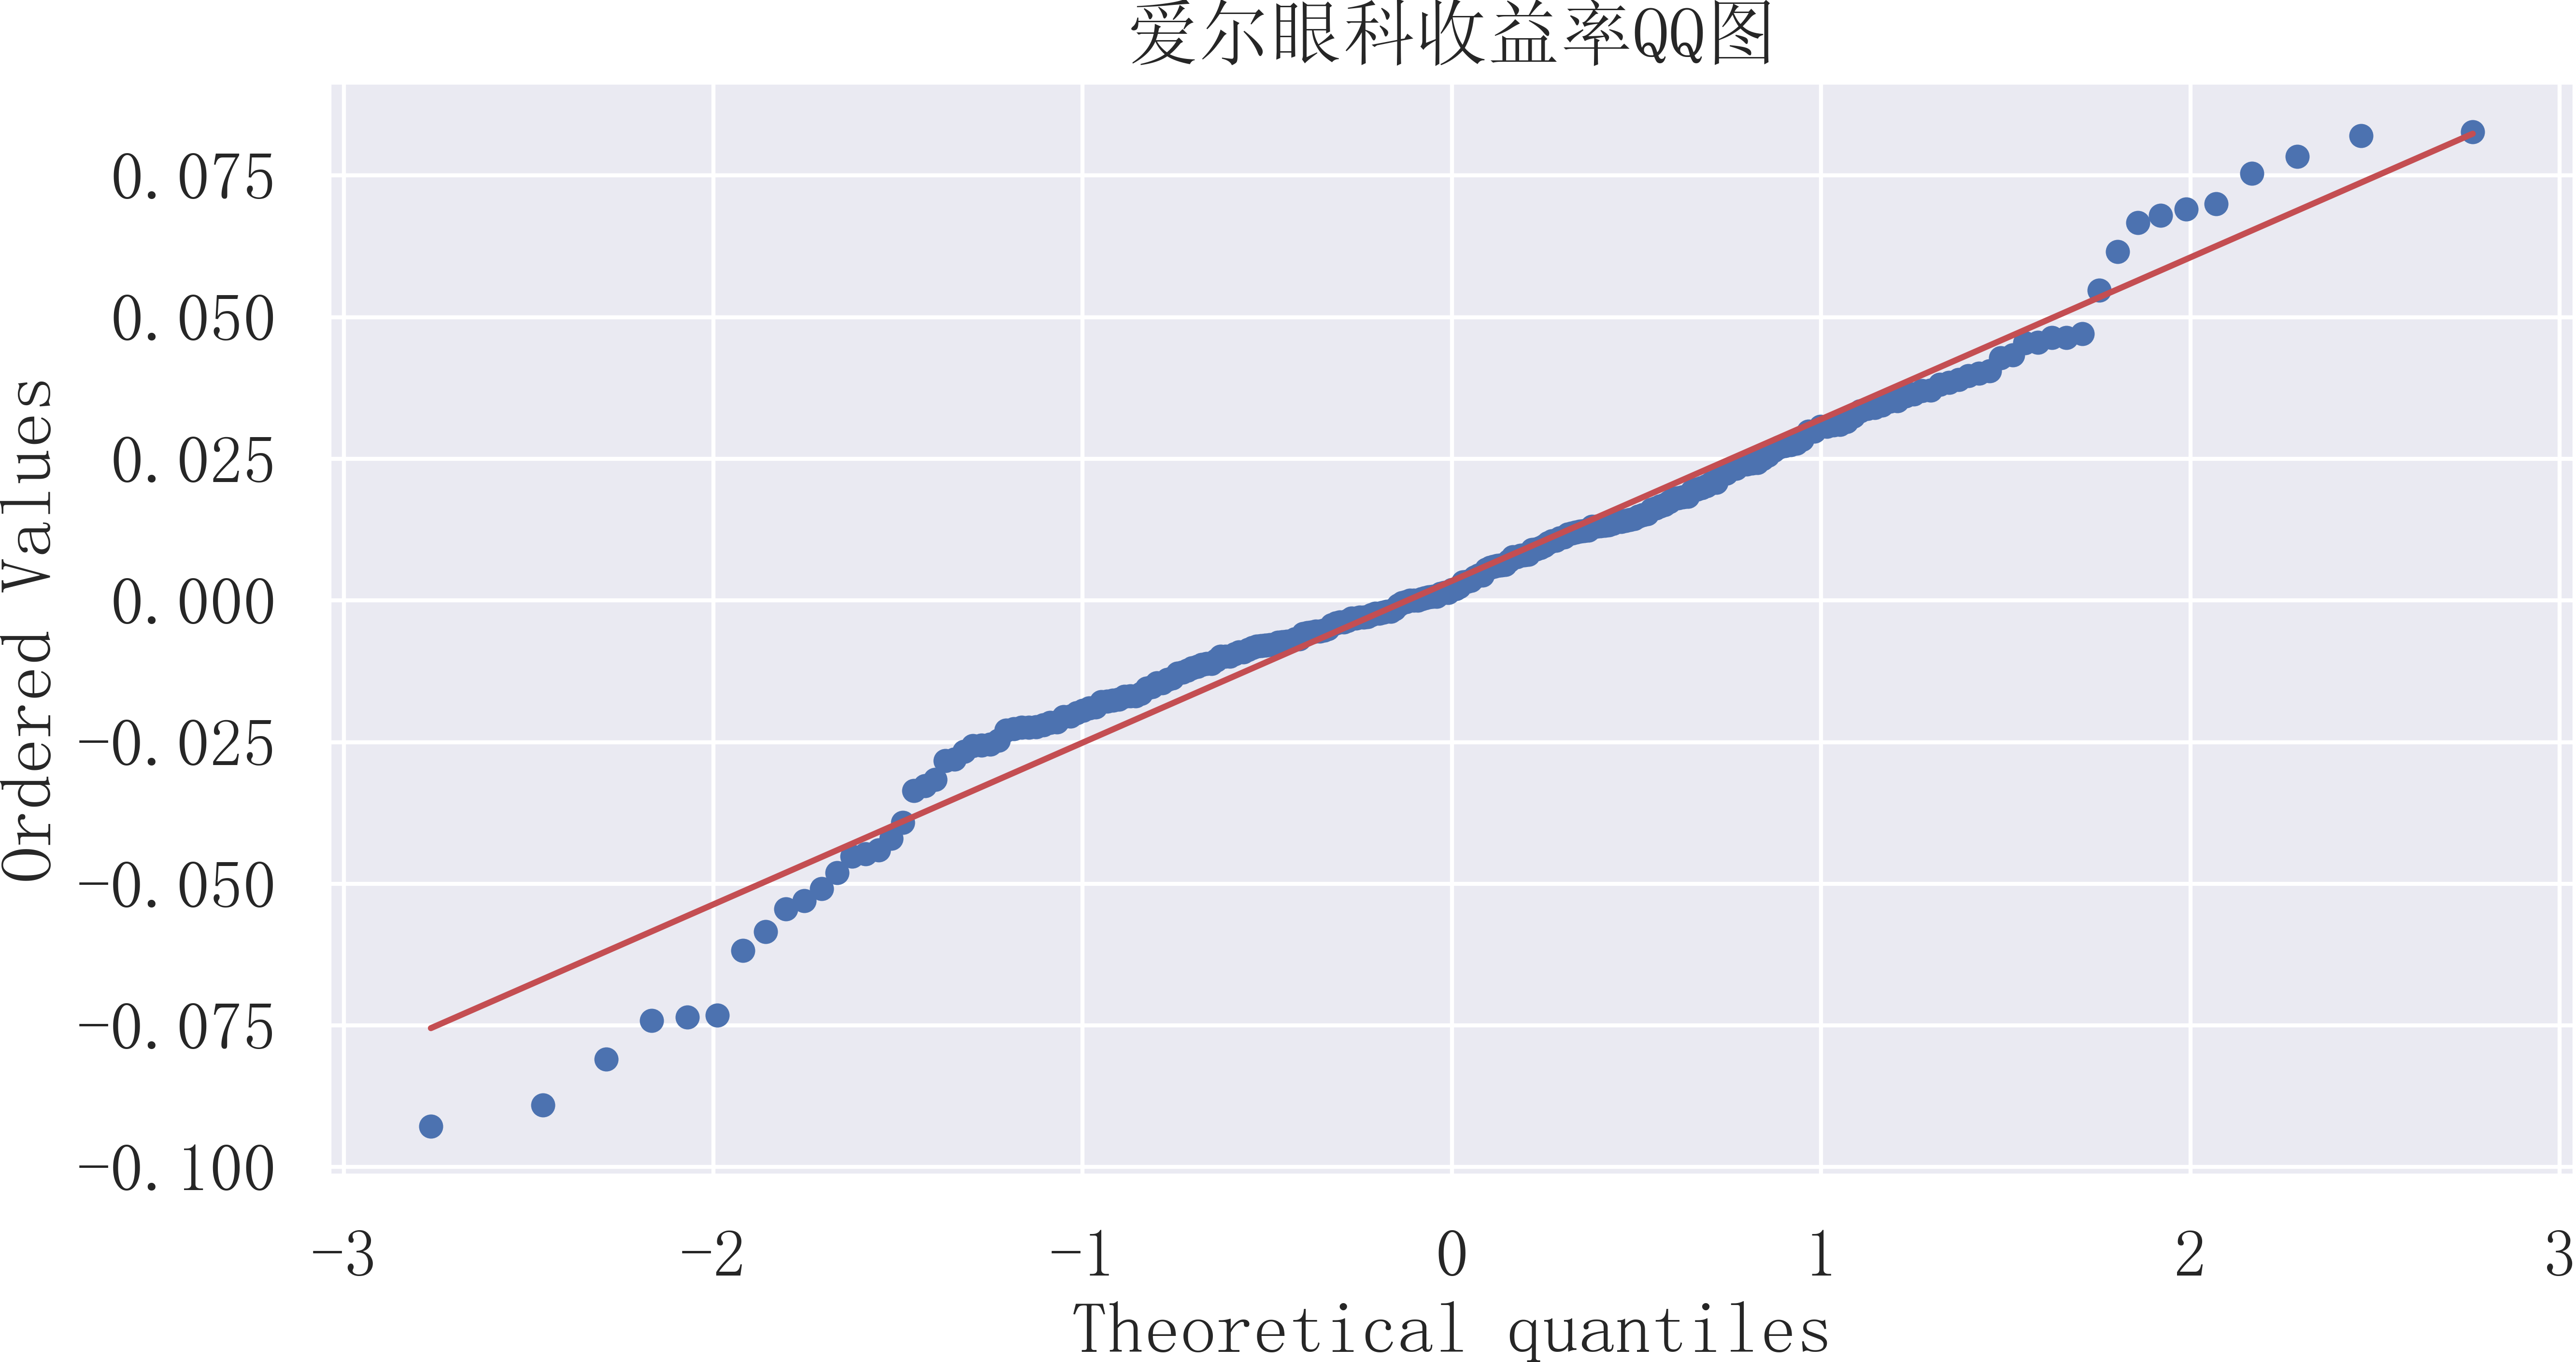 爱尔眼科收益率QQ图
0.075
0.050
0.025
0.000
-0.025
-0.050
-0.075
-0.100
Ordered Values
-3 -2 -1 0 1 2 3
Theoretical quantiles